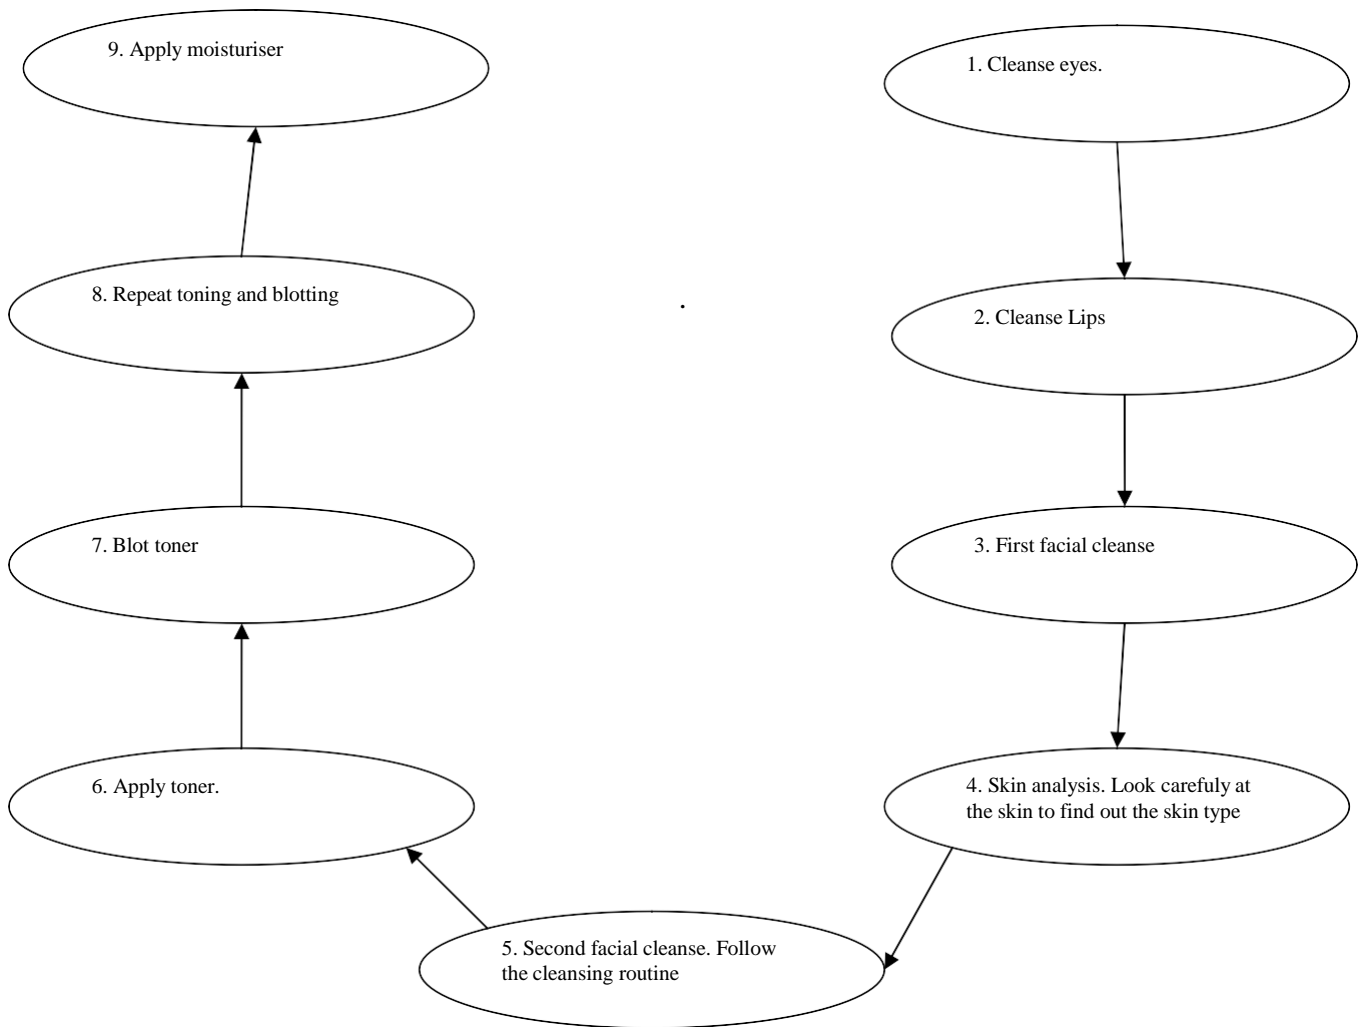 1. Cleanse eyes.
2. Cleanse Lips
3. First facial cleanse
4. Skin analysis. Look carefuly at
the skin to find out the skin type
5. Second facial cleanse. Follow
the cleansing routine
6. Apply toner.
7. Blot toner
8. Repeat toning and blotting
9. Apply moisturiser
.